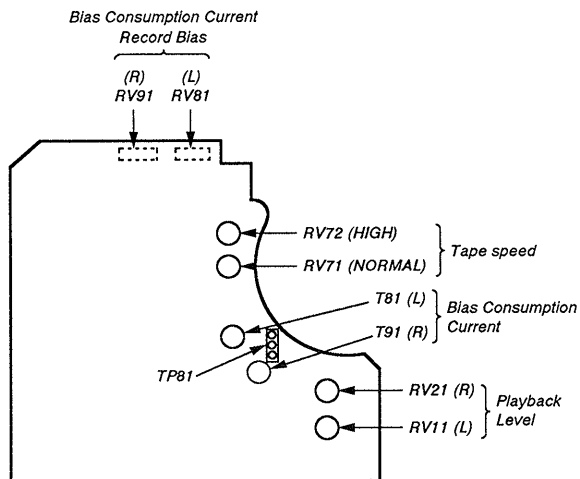 Bias Consumption Current
Record Bias
(R) (L)
RV91 RV81
RV72 (HIGH)
Tape speed
RV71 (NORMAL)
T81 (L)
Bias Consumption
Current
T91 (R)
TP81
RV21 (R)
Playback
Level
RV11 (L)